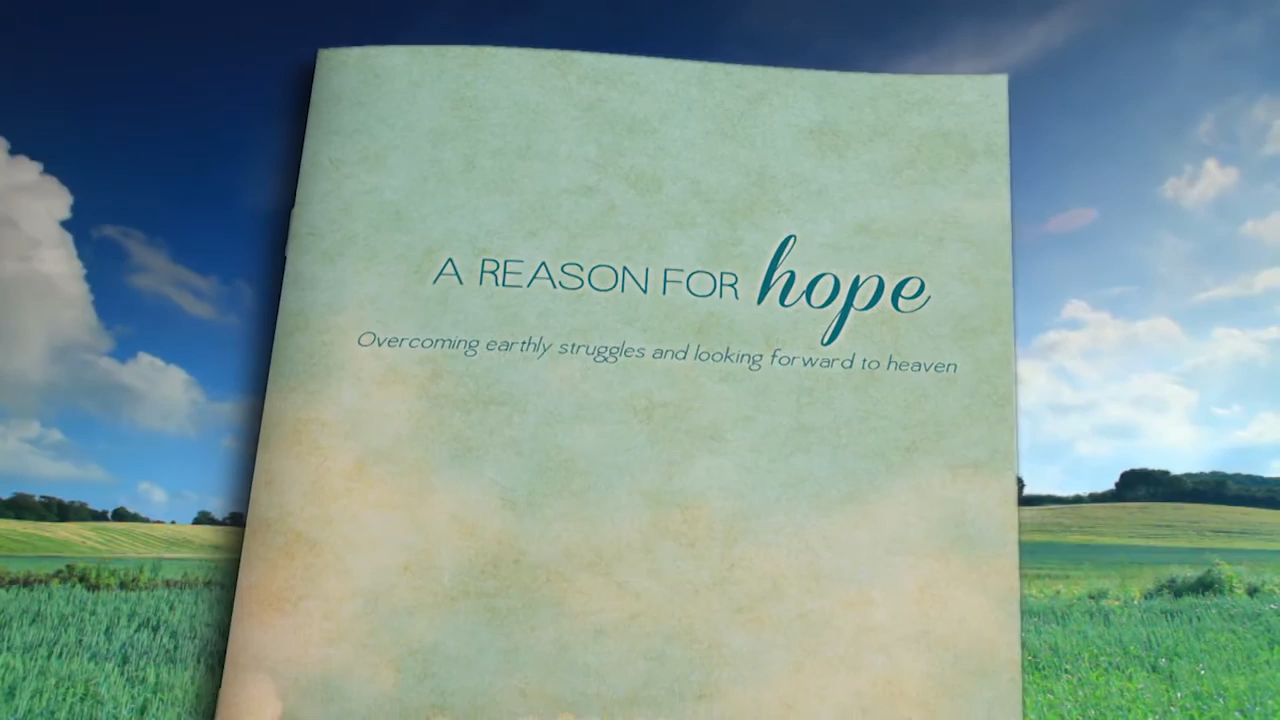 A REASON FOR hope
Overcoming earthly struggles and looking forward to heaven